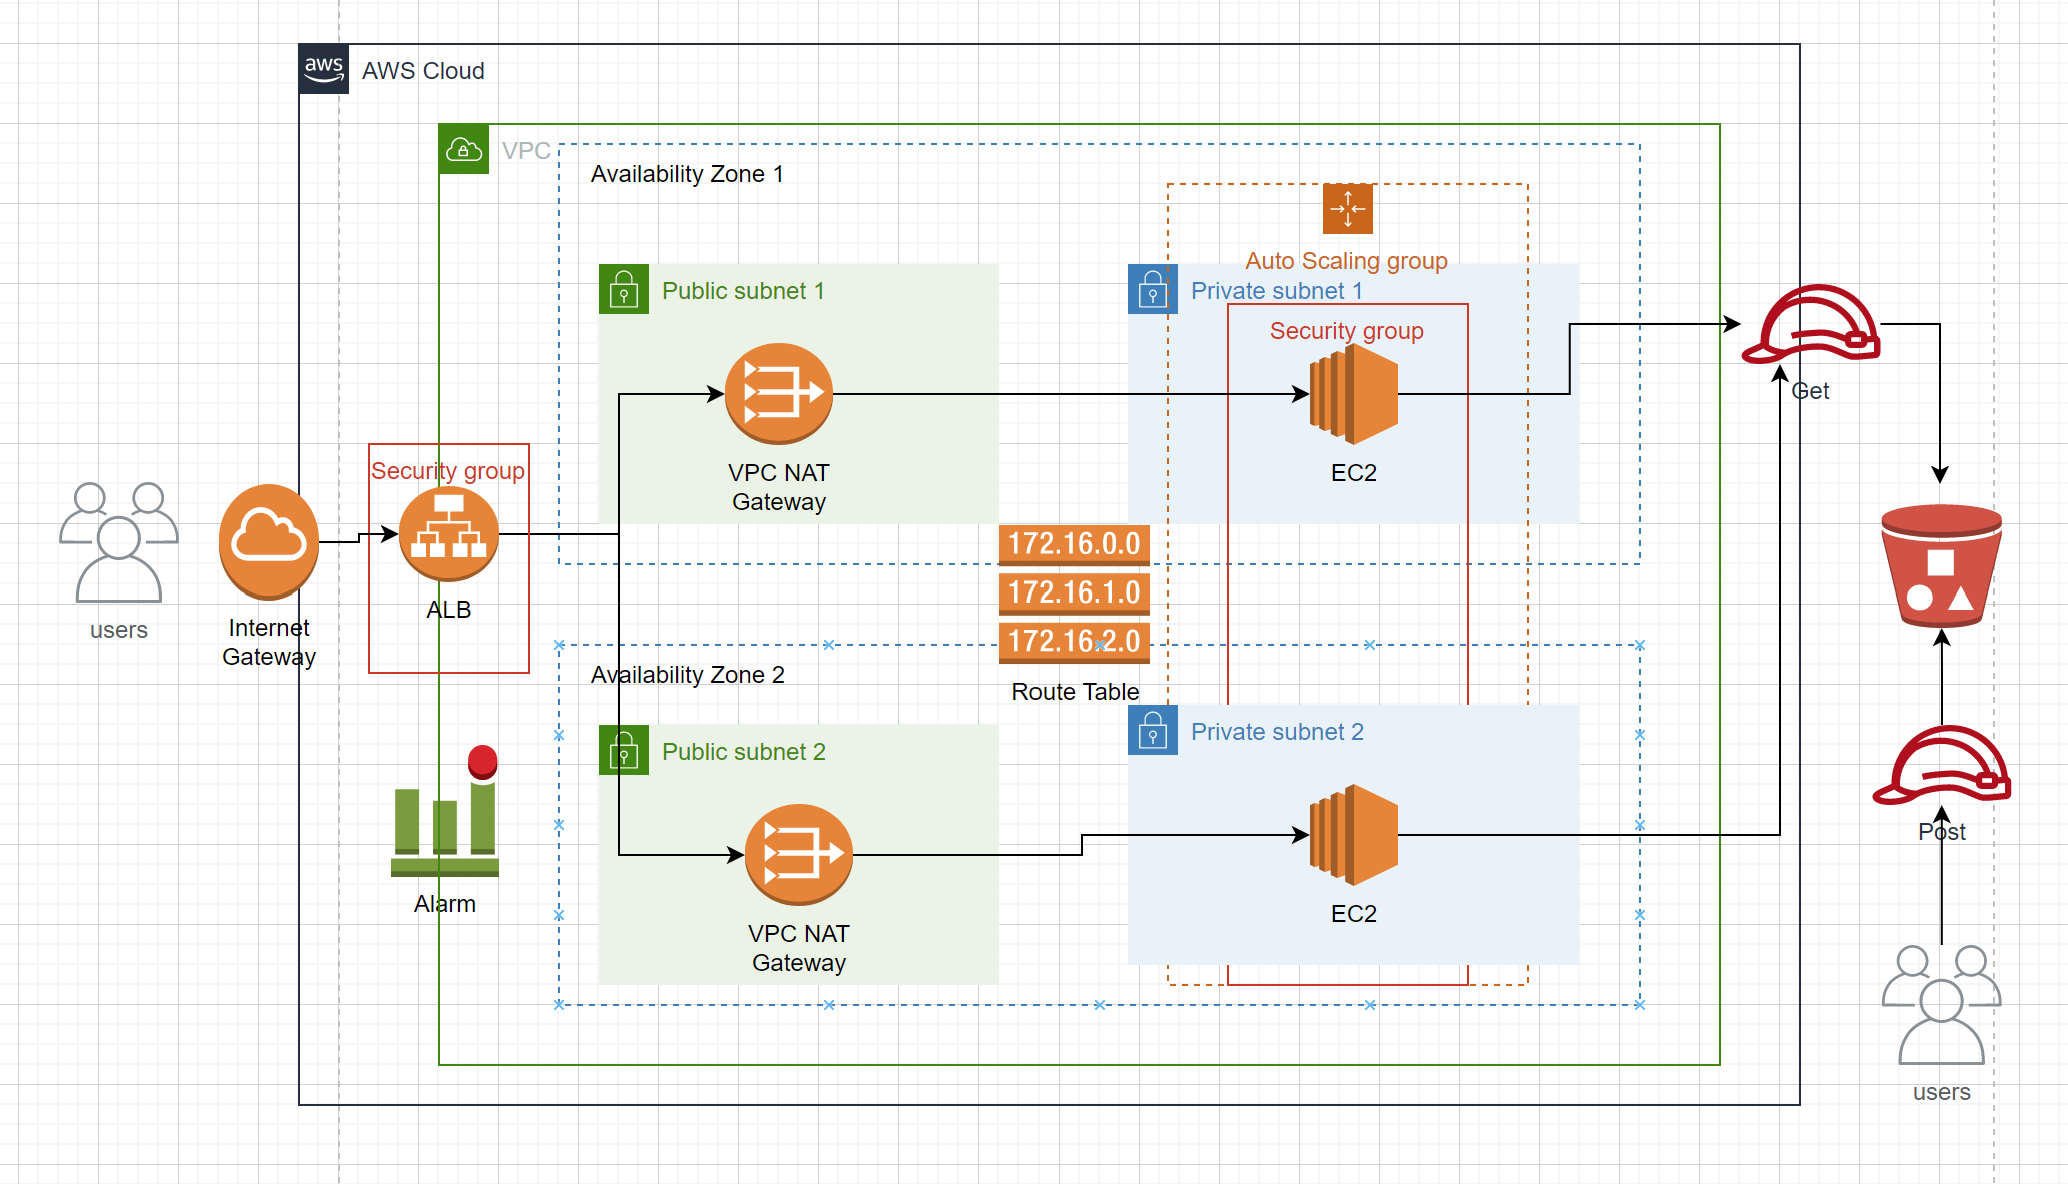 aws
AWS Cloud
VPC
Availability Zone 1
Auto Scaling group
Public subnet 1
Private subnet 1
Security group
Get
VPC NAT
Gateway
EC2
Security group
ALB
172.16.0.0
172.16.1.0
172.16.2.0
Route Table
users
Internet
Gateway
Availability Zone 2
Public subnet 2
Private subnet 2
Post
Alarm
VPC NAT
Gateway
EC2
users